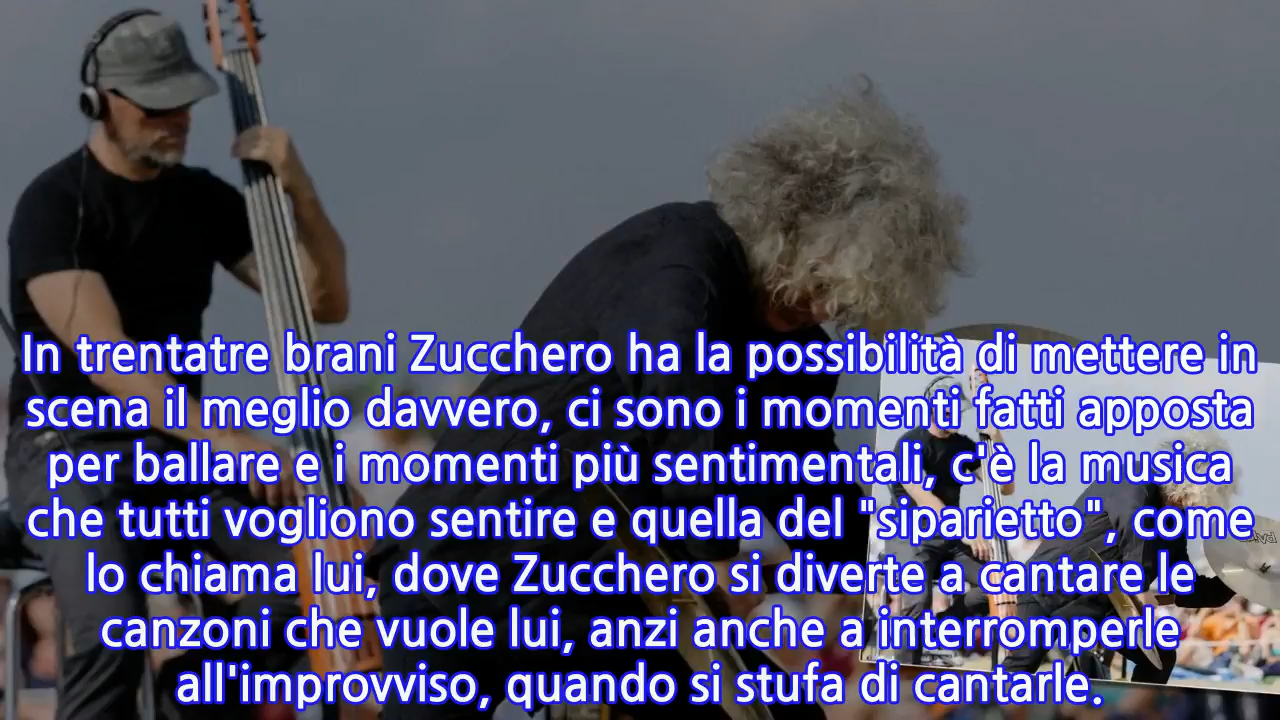 In trentatre brani Zucchero ha la possibilità di mettere in
scena il meglio davvero, ci sono i momenti fatti apposta
per ballare e i momenti più sentimentali, c'è la musica
che tutti vogliono sentire e quella del "siparietto", come
lo chiama lui, dove Zucchero si diverte a cantare le
canzoni che vuole lui, anzi anche a interromperle
all'improvviso, quando si stufa di cantarle.